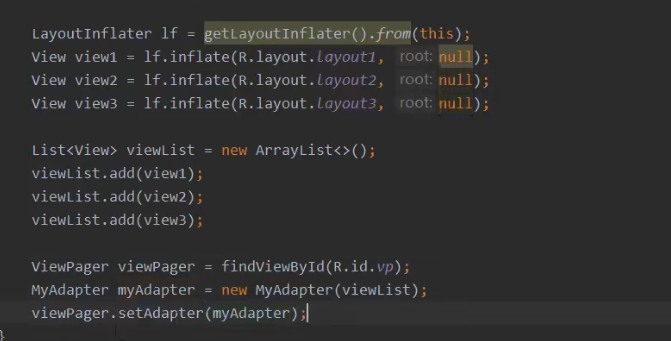 LayoutInflater lf = getLayoutInflater().from(this);
View view1 = lf.inflate(R.layout.layout1, root: null);
View view2 = lf.inflate(R.layout.layout2, root: null);
View view3 = lf.inflate(R.layout.layout3, root: null);
List<View> viewList = new ArrayList<>();
viewList.add(view1);
viewList.add(view2);
viewList.add(view3);
ViewPager viewPager = findViewById(R.id.vp);
MyAdapter myAdapter = new MyAdapter(viewList);
viewPager.setAdapter(myAdapter);
}